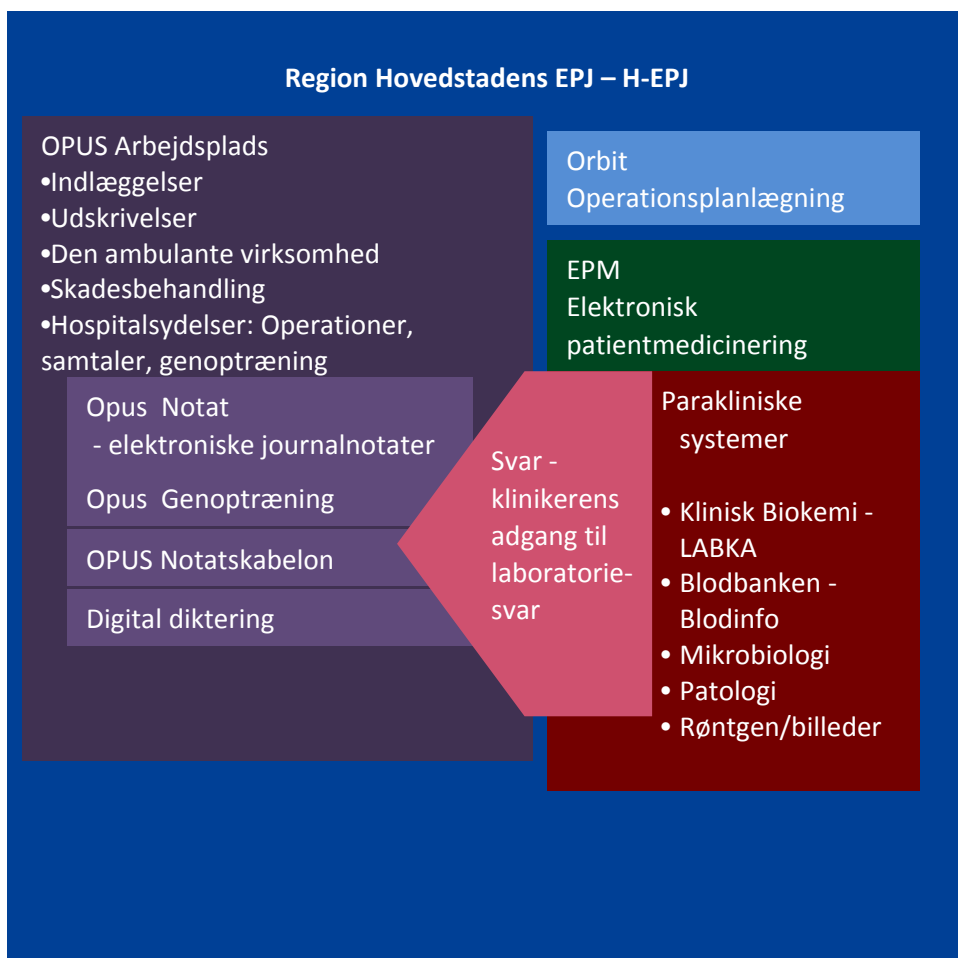 Region Hovedstadens EPJ – H-EPJ
OPUS Arbejdsplads
•Indlæggelser
•Udskrivelser
•Den ambulante virksomhed
•Skadesbehandling
•Hospitalsydelser: Operationer,
samtaler, genoptræning
Opus Notat
- elektroniske journalnotater
Opus Genoptræning
OPUS Notatskabelon
Digital diktering
Svar -
klinikerens
adgang til
laboratorie-
svar
Orbit
Operationsplanlægning
EPM
Elektronisk
patientmedicinering
Parakliniske
systemer
• Klinisk Biokemi -
LABKA
• Blodbanken -
Blodinfo
• Mikrobiologi
• Patologi
• Røntgen/billeder